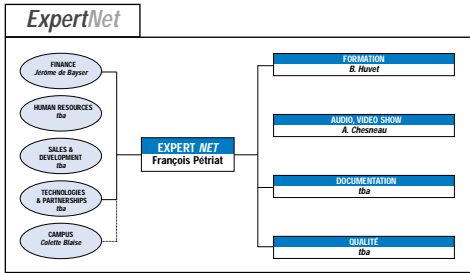 ExpertNet
FINANCE
Jérôme de Bayser
HUMAN RESOURCES
tba
SALES &
DEVELOPMENT
tba
TECHNOLOGIES
& PARTNERSHIPS
tba
CAMPUS
Colette Blaise
EXPERT NET
François Pétriat
FORMATION
B. Huvet
AUDIO, VIDEO SHOW
A. Chesneau
DOCUMENTATION
tba
QUALITÉ
tba